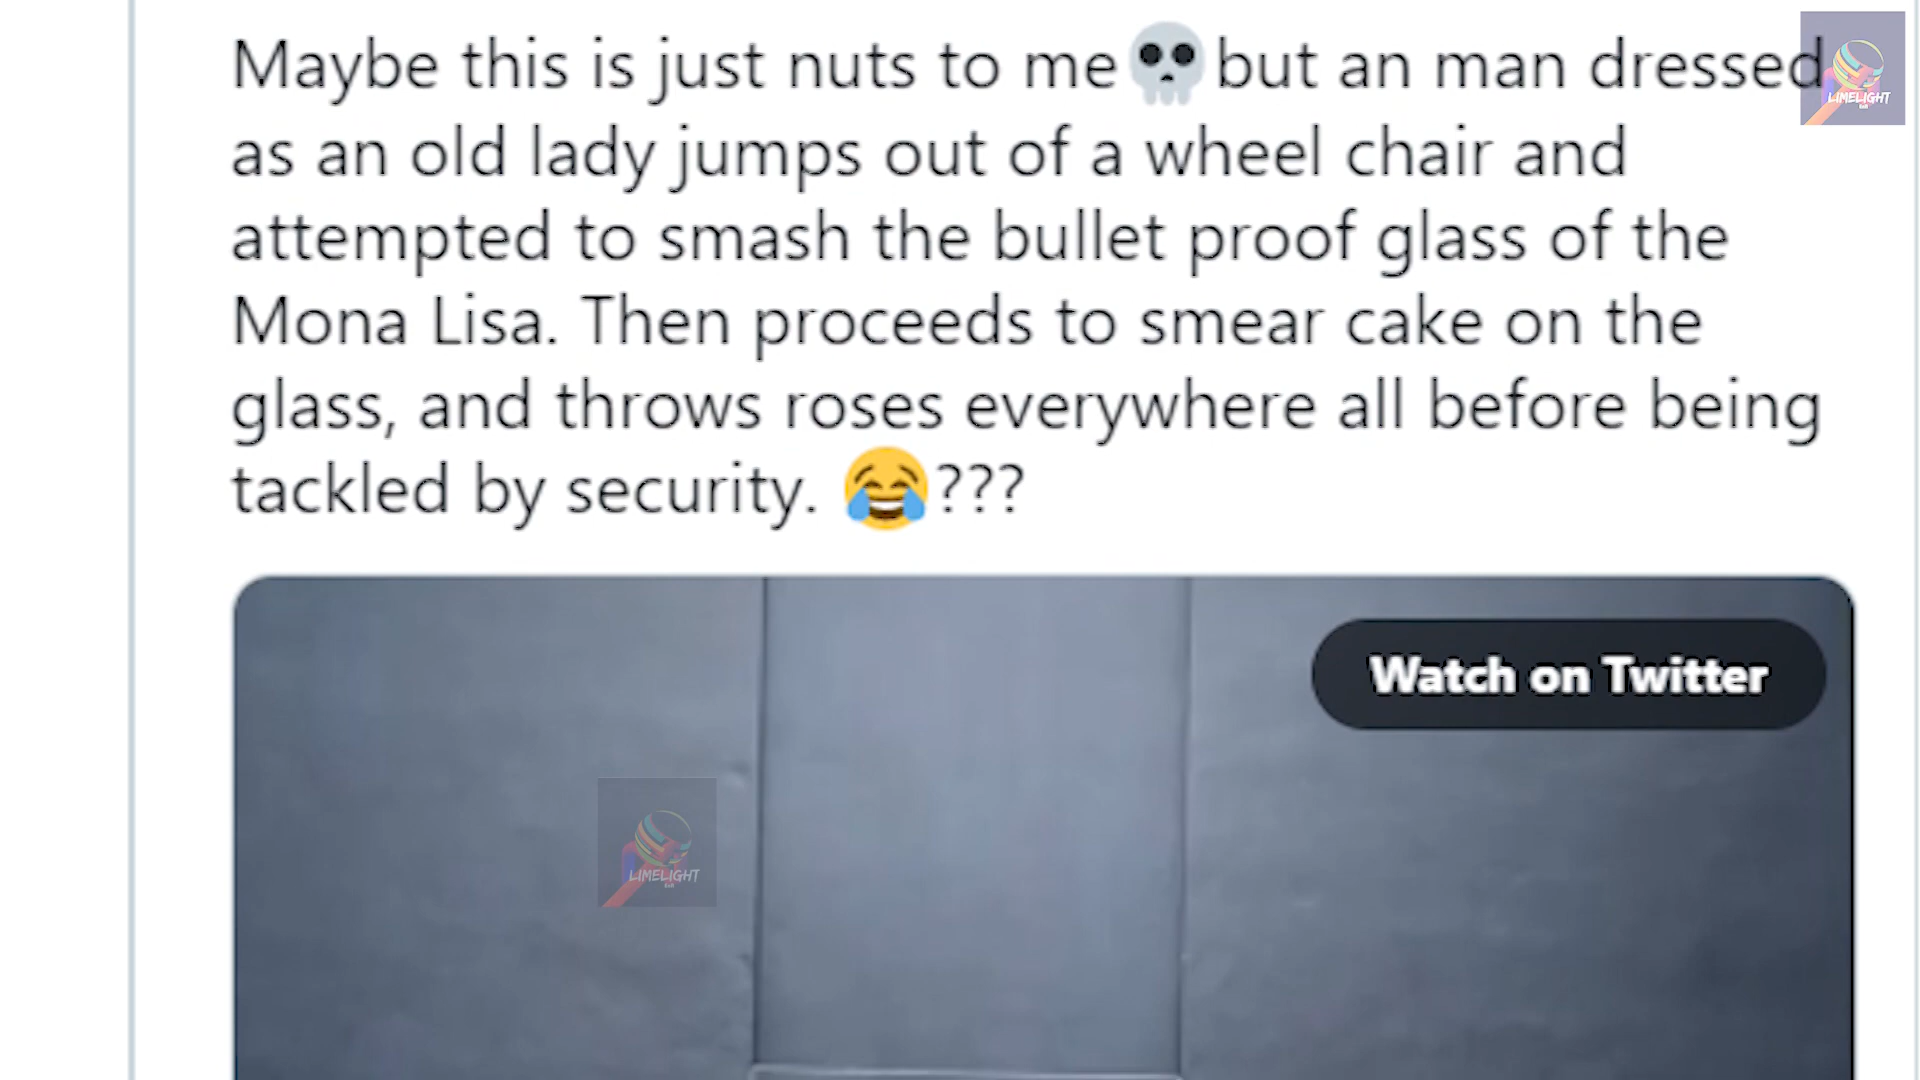 Maybe this is just nuts to me💀but an man dressed
as an old lady jumps out of a wheel chair and
attempted to smash the bullet proof glass of the
Mona Lisa. Then proceeds to smear cake on the
glass, and throws roses everywhere all before being
tackled by security. 😂???
LIMELIGHT
Watch on Twitter
LIMELIGHT